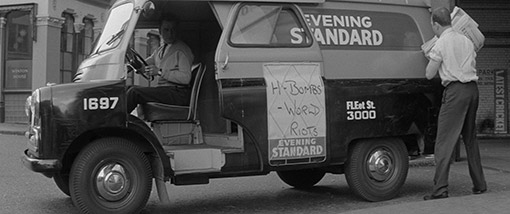 EVENING
STANDARD
1697
H-BOMBS
-WORLD
RIOTS
EVENING
STANDARD
FLEet St.
3000